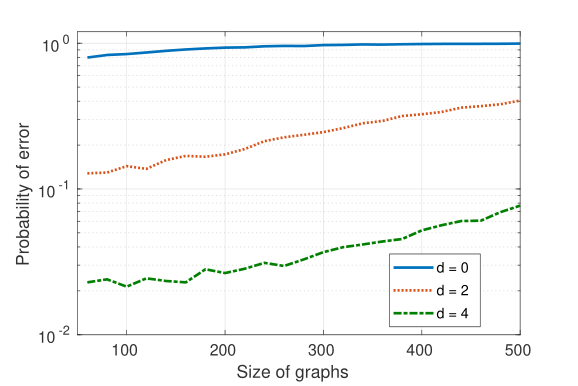 10^0
10^-1
10^-2
Probability of error
100 200 300 400 500
Size of graphs
d = 0
d = 2
d = 4